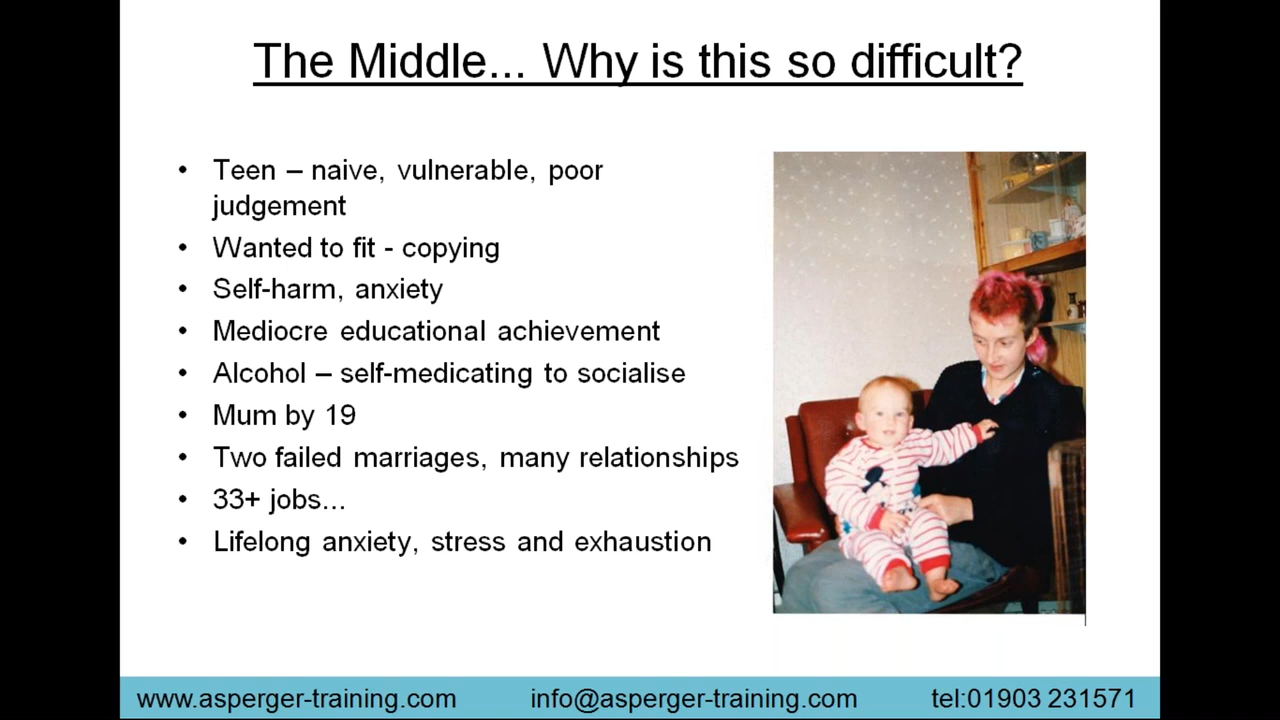 The Middle... Why is this so difficult?
• Teen – naive, vulnerable, poor
judgement
• Wanted to fit - copying
• Self-harm, anxiety
• Mediocre educational achievement
• Alcohol – self-medicating to socialise
• Mum by 19
• Two failed marriages, many relationships
• 33+ jobs...
• Lifelong anxiety, stress and exhaustion
www.asperger-training.com info@asperger-training.com tel:01903 231571